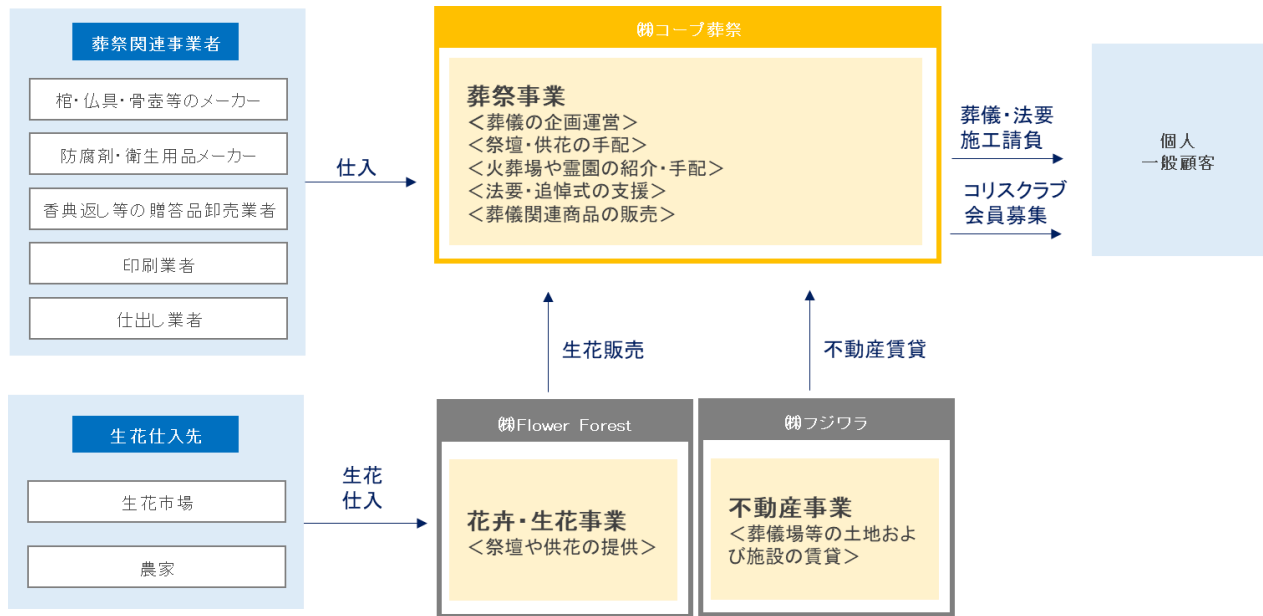 葬祭関連事業者
棺・仏具・骨壺等のメーカー
防腐剤・衛生用品メーカー
香典返し等の贈答品卸売業者
印刷業者
仕出し業者
仕入
㈱コープ葬祭
葬祭事業
＜葬儀の企画運営＞
＜祭壇・供花の手配＞
＜火葬場や霊園の紹介・手配＞
＜法要・追悼式の支援＞
＜葬儀関連商品の販売＞
葬儀・法要
施工請負
コリスクラブ
会員募集
個人
一般顧客
生花販売
不動産賃貸
生花仕入先
生花市場
農家
生花
仕入
㈱Flower Forest
花卉・生花事業
＜祭壇や供花の提供＞
㈱フジワラ
不動産事業
＜葬儀場等の土地およ
び施設の賃貸＞